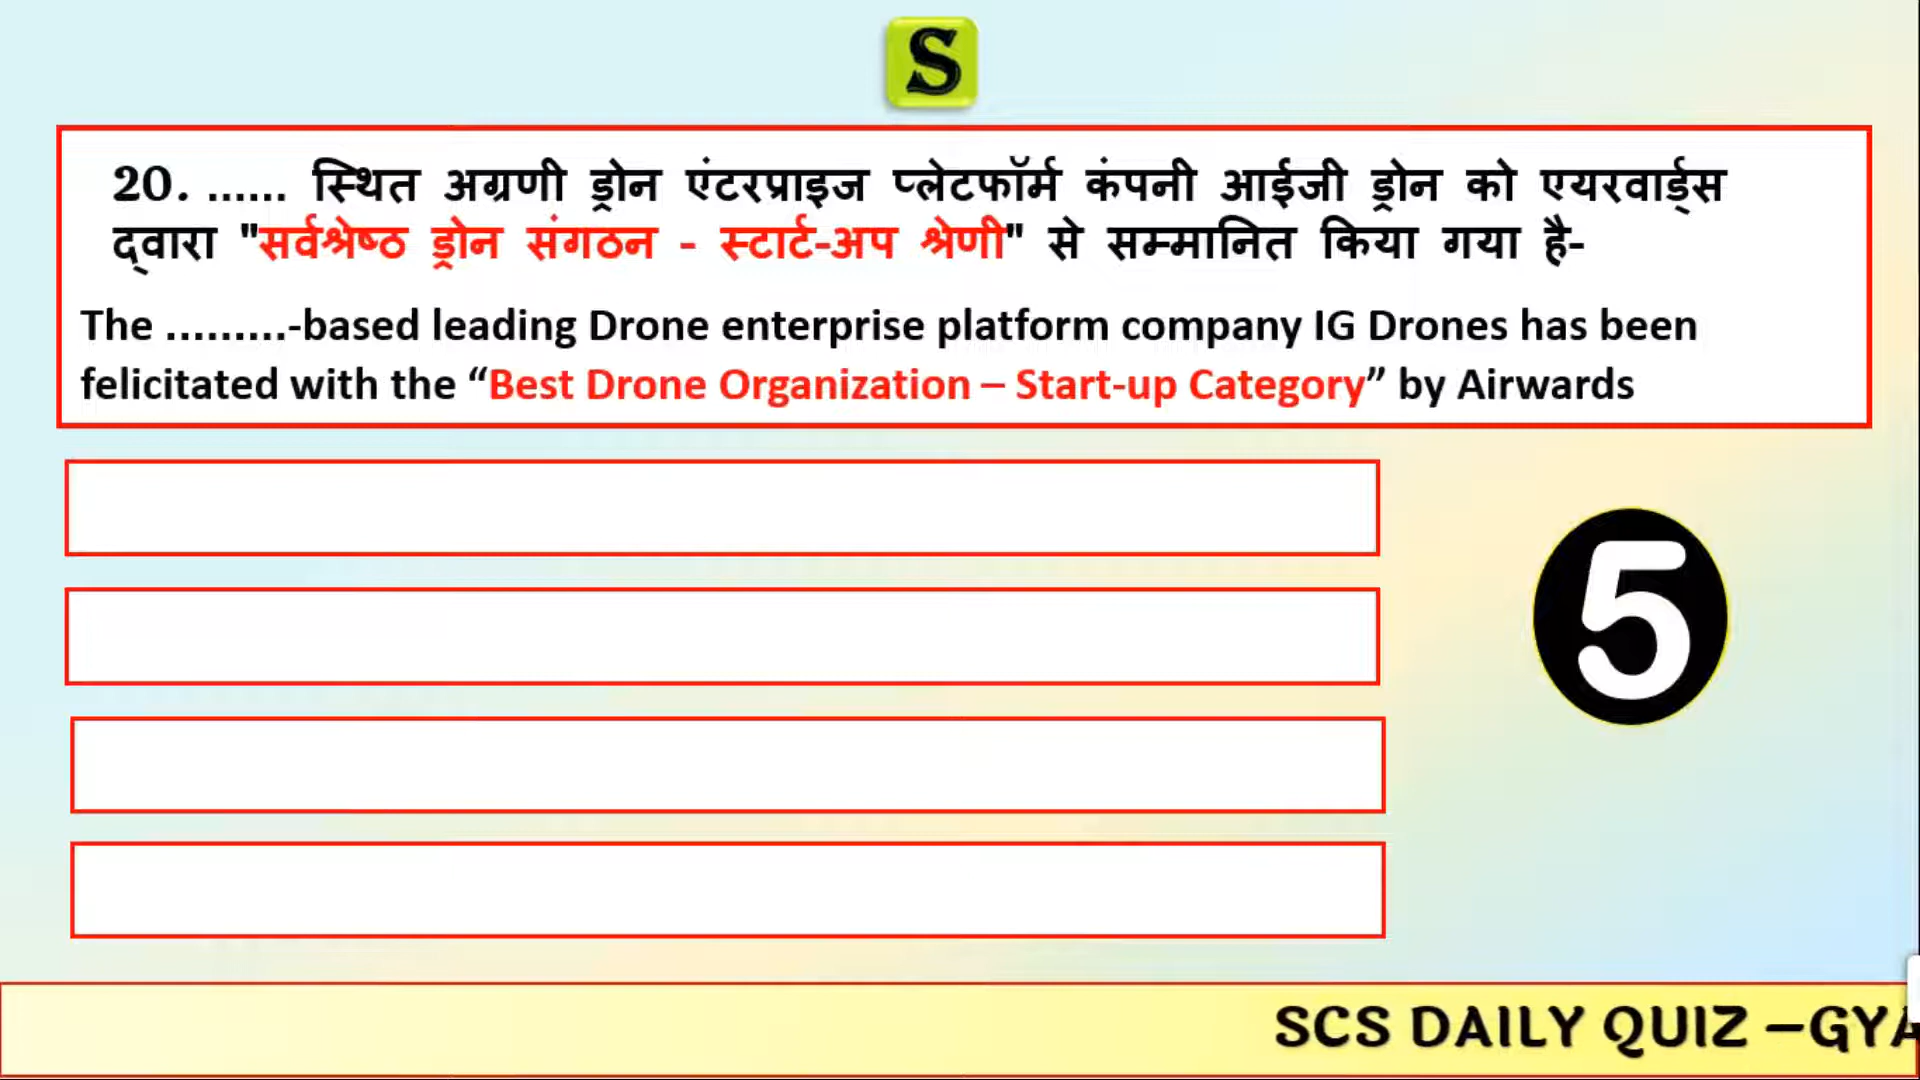 S
20. ...... स्थित अग्रणी ड्रोन एंटरप्राइज प्लेटफॉर्म कंपनी आईजी ड्रोन को एयरवार्ड्स
द्वारा "सर्वश्रेष्ठ ड्रोन संगठन - स्टार्ट-अप श्रेणी" से सम्मानित किया गया है-
The .........-based leading Drone enterprise platform company IG Drones has been
felicitated with the “Best Drone Organization – Start-up Category” by Airwards
5
SCS DAILY QUIZ –GYA